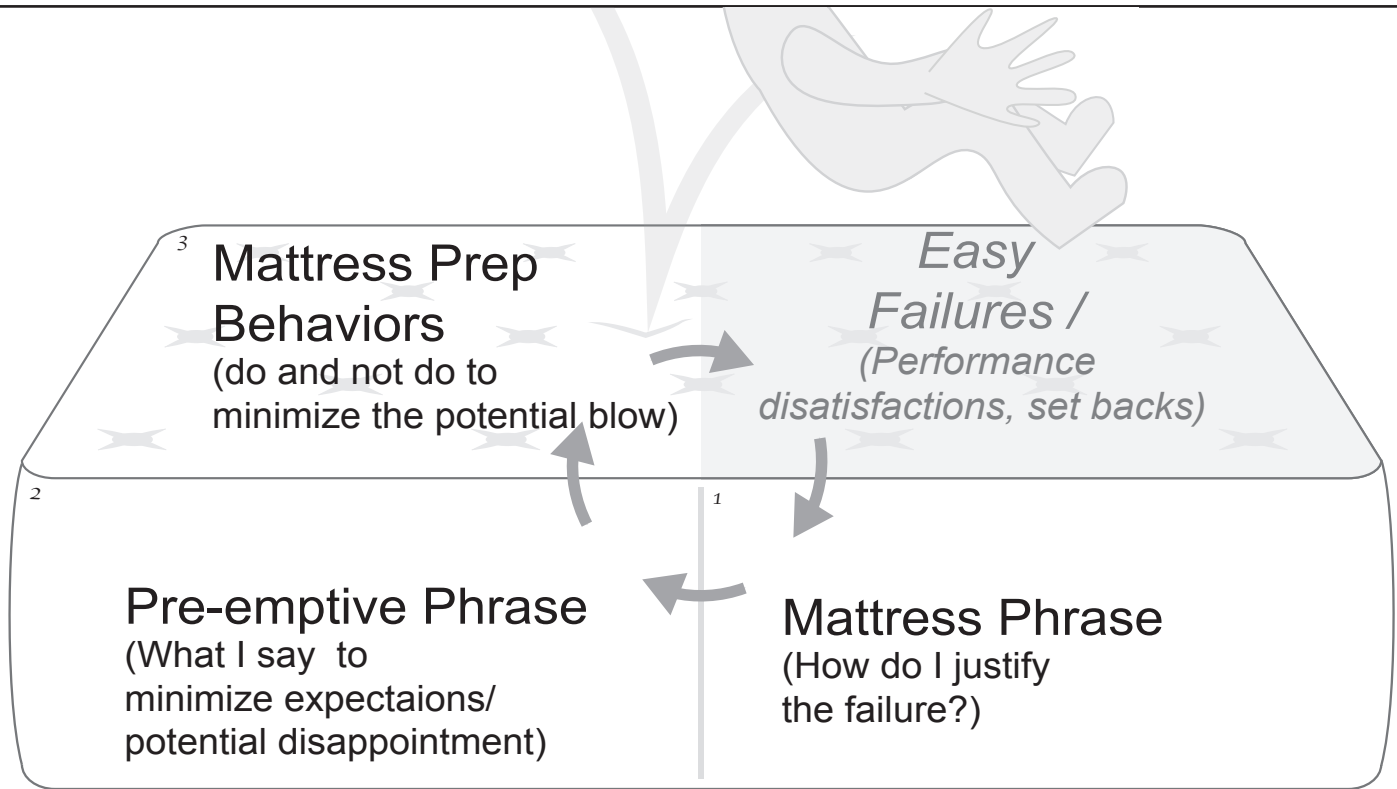 3
Mattress Prep
Behaviors
(do and not do to
minimize the potential blow)
Easy
Failures /
(Performance
disatisfactions, set backs)
2
Pre-emptive Phrase
(What I say  to
minimize expectaions/
potential disappointment)
1
Mattress Phrase
(How do I justify
the failure?)